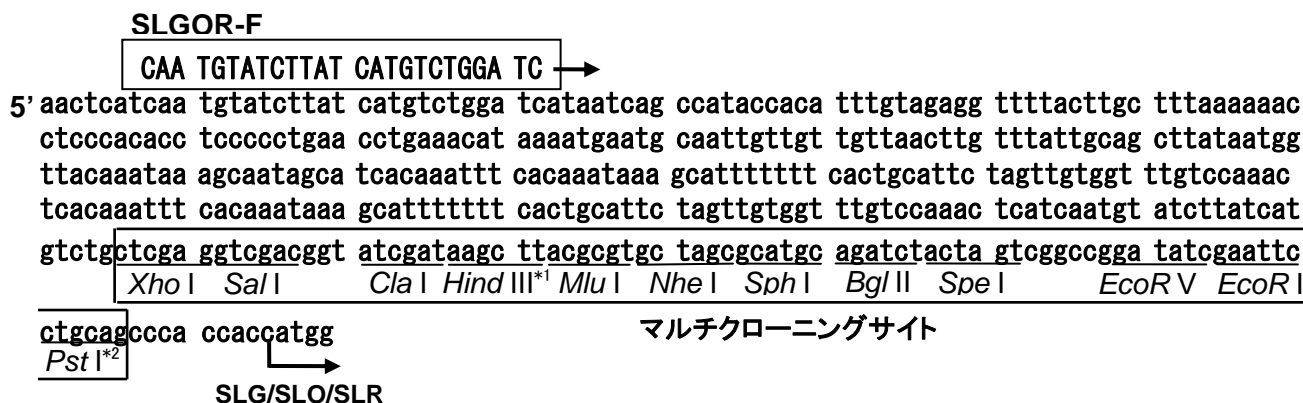 SLGOR-F
CAA TGTATCTTAT CATGTCTGGA TC
5’ aactcatcaa tgtatcttat catgtctgga tcataatcag ccataccaca tttgtagagg ttttacttgc tttaaaaaac
ctcccacacc tccccctgaa cctgaaacat aaaatgaatg caattgttgt tgttaacttg tttattgcag cttataatgg
ttacaaataa agcaatagca tcacaaattt cacaaataaa gcattttttt cactgcattc tagttgtggt ttgtccaaac
tcacaaattt cacaaataaa gcattttttt cactgcattc tagttgtggt ttgtccaaac tcatcaatgt atcttatcat
gtctgctcga ggtcgacggt atcgataagc ttacgcgtgc tagcgcatgc agatctacta gtcggccgga tatcgaattc
Xho I Sal I Cla I Hind III*1 Mlu I Nhe I Sph I Bgl II Spe I EcoR V EcoR I
ctgcagccca ccaccatgg
Pst I*2
マルチクローニングサイト
SLG/SLO/SLR